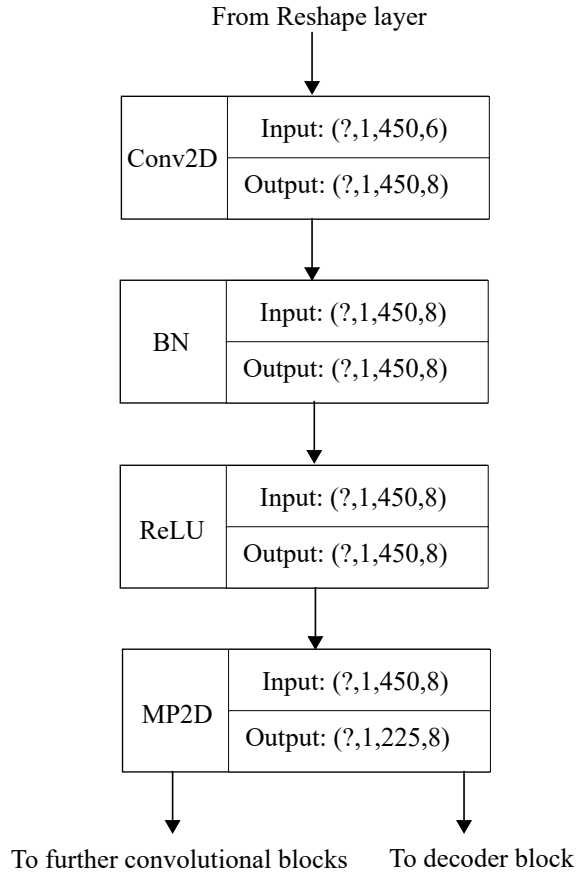 From Reshape layer
Conv2D
Input: (?,1,450,6)
Output: (?,1,450,8)
BN
Input: (?,1,450,8)
Output: (?,1,450,8)
ReLU
Input: (?,1,450,8)
Output: (?,1,450,8)
MP2D
Input: (?,1,450,8)
Output: (?,1,225,8)
To further convolutional blocks
To decoder block